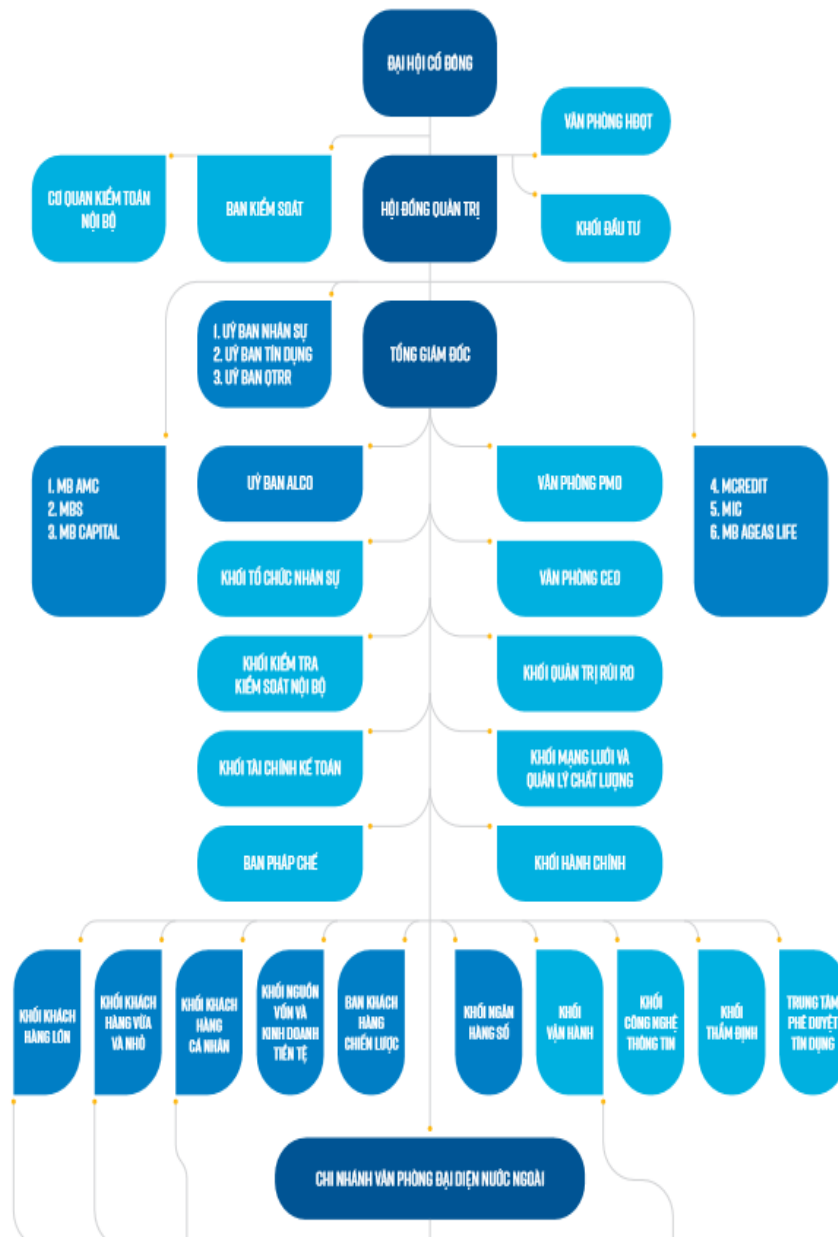 ĐẠI HỘI CỔ ĐÔNG
VĂN PHÒNG HĐQT
CƠ QUAN KIỂM TOÁN
NỘI BỘ
BAN KIỂM SOÁT
HỘI ĐỒNG QUẢN TRỊ
KHỐI ĐẦU TƯ
1. UỶ BAN NHÂN SỰ
2. UỶ BAN TÍN DỤNG
3. UỶ BAN QTRR
TỔNG GIÁM ĐỐC
1. MB AMC
2. MBS
3. MB CAPITAL
UỶ BAN ALCO
VĂN PHÒNG PMO
4. MCREDIT
5. MIC
6. MB AGEAS LIFE
KHỐI TỔ CHỨC NHÂN SỰ
VĂN PHÒNG CEO
KHỐI KIỂM TRA
KIỂM SOÁT NỘI BỘ
KHỐI QUẢN TRỊ RỦI RO
KHỐI TÀI CHÍNH KẾ TOÁN
KHỐI MẠNG LƯỚI VÀ
QUẢN LÝ CHẤT LƯỢNG
BAN PHÁP CHẾ
KHỐI HÀNH CHÍNH
KHỐI KHÁCH
HÀNG LỚN
KHỐI KHÁCH
HÀNG VỪA
VÀ NHỎ
KHỐI KHÁCH
HÀNG
CÁ NHÂN
KHỐI NGUỒN
VỐN VÀ
KINH DOANH
TIỀN TỆ
BAN KHÁCH
HÀNG
CHIẾN LƯỢC
KHỐI NGÂN
HÀNG SỐ
KHỐI
VẬN HÀNH
KHỐI
CÔNG NGHỆ
THÔNG TIN
KHỐI
THẨM ĐỊNH
TRUNG TÂM
PHÊ DUYỆT
TÍN DỤNG
CHI NHÁNH VĂN PHÒNG ĐẠI DIỆN NƯỚC NGOÀI